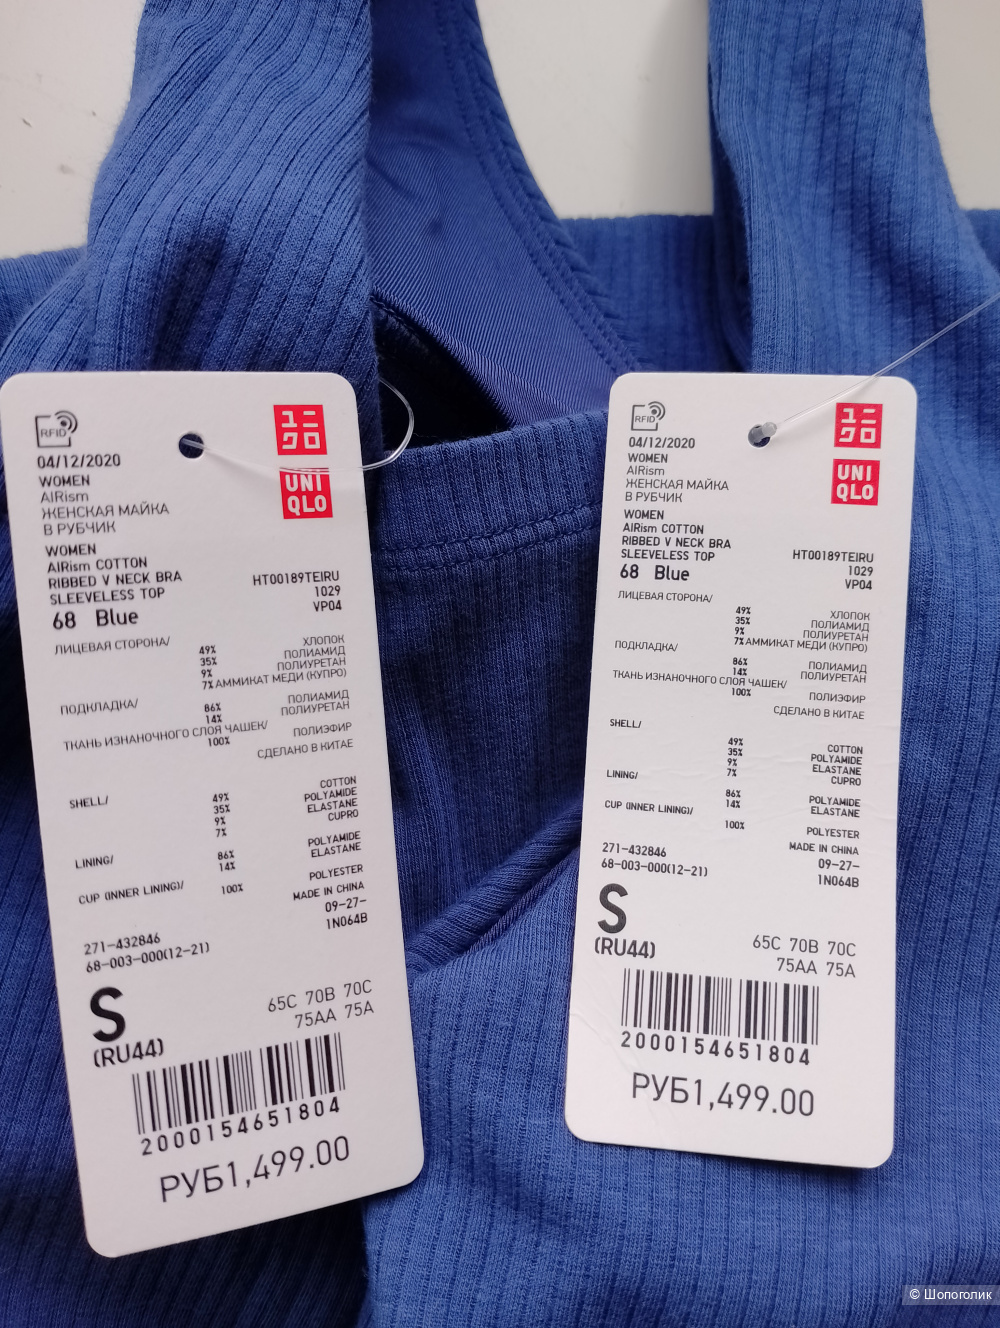 RFID
ユニ
クロ
UNI
QLO
04/12/2020
WOMEN
AIRism
ЖЕНСКАЯ МАЙКА
В РУБЧИК
WOMEN
AIRism COTTON
RIBBED V NECK BRA
SLEEVELESS TOP
68 Blue
HT00189TEIRU
1029
VP04
ЛИЦЕВАЯ СТОРОНА/
49% ХЛОПОК
35% ПОЛИАМИД
9% ПОЛИУРЕТАН
7% АММИКАТ МЕДИ (КУПРО)
ПОДКЛАДКА/
86% ПОЛИАМИД
14% ПОЛИУРЕТАН
ТКАНЬ ИЗНАНОЧНОГО СЛОЯ ЧАШЕК/
100% ПОЛИЭФИР
СДЕЛАНО В КИТАЕ
SHELL/
49% COTTON
35% POLYAMIDE
9% ELASTANE
7% CUPRO
LINING/
86% POLYAMIDE
14% ELASTANE
CUP (INNER LINING)/
100% POLYESTER
MADE IN CHINA
09-27-
1N064B
271-432846
68-003-000(12-21)
S
(RU44)
65C 70B 70C
75AA 75A
2000154651804
РУБ1,499.00
RFID
ユニ
クロ
UNI
QLO
04/12/2020
WOMEN
AIRism
ЖЕНСКАЯ МАЙКА
В РУБЧИК
WOMEN
AIRism COTTON
RIBBED V NECK BRA
SLEEVELESS TOP
68 Blue
HT00189TEIRU
1029
VP04
ЛИЦЕВАЯ СТОРОНА/
49% ХЛОПОК
35% ПОЛИАМИД
9% ПОЛИУРЕТАН
7% АММИКАТ МЕДИ (КУПРО)
ПОДКЛАДКА/
86% ПОЛИАМИД
14% ПОЛИУРЕТАН
ТКАНЬ ИЗНАНОЧНОГО СЛОЯ ЧАШЕК/
100% ПОЛИЭФИР
СДЕЛАНО В КИТАЕ
SHELL/
49% COTTON
35% POLYAMIDE
9% ELASTANE
7% CUPRO
LINING/
86% POLYAMIDE
14% ELASTANE
CUP (INNER LINING)/
100% POLYESTER
MADE IN CHINA
09-27-
1N064B
271-432846
68-003-000(12-21)
S
(RU44)
65C 70B 70C
75AA 75A
2000154651804
РУБ1,499.00
© Шопоголик